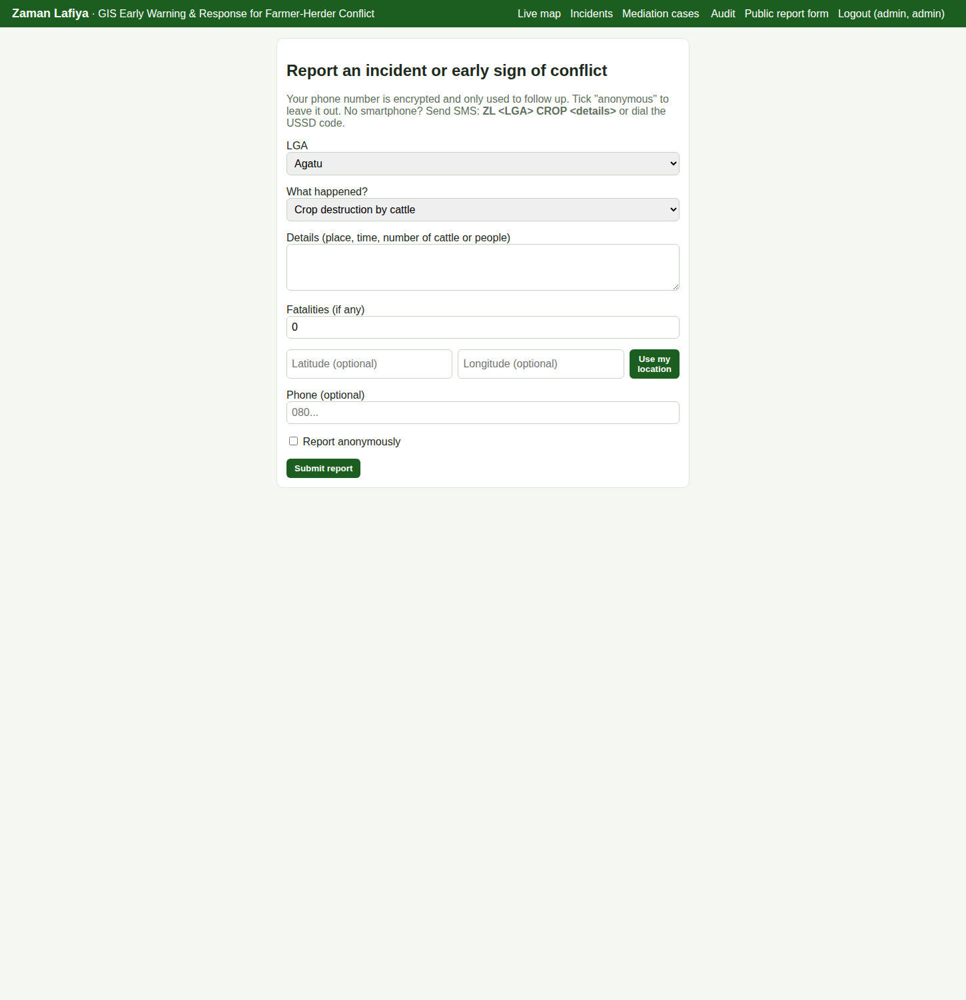 Zaman Lafiya · GIS Early Warning & Response for Farmer-Herder Conflict
Live map Incidents Mediation cases Audit Public report form Logout (admin, admin)
Report an incident or early sign of conflict
Your phone number is encrypted and only used to follow up. Tick "anonymous" to
leave it out. No smartphone? Send SMS: ZL <LGA> CROP <details> or dial the
USSD code.
LGA
Agatu
What happened?
Crop destruction by cattle
Details (place, time, number of cattle or people)
Fatalities (if any)
0
Latitude (optional)
Longitude (optional)
Use my
location
Phone (optional)
080...
Report anonymously
Submit report